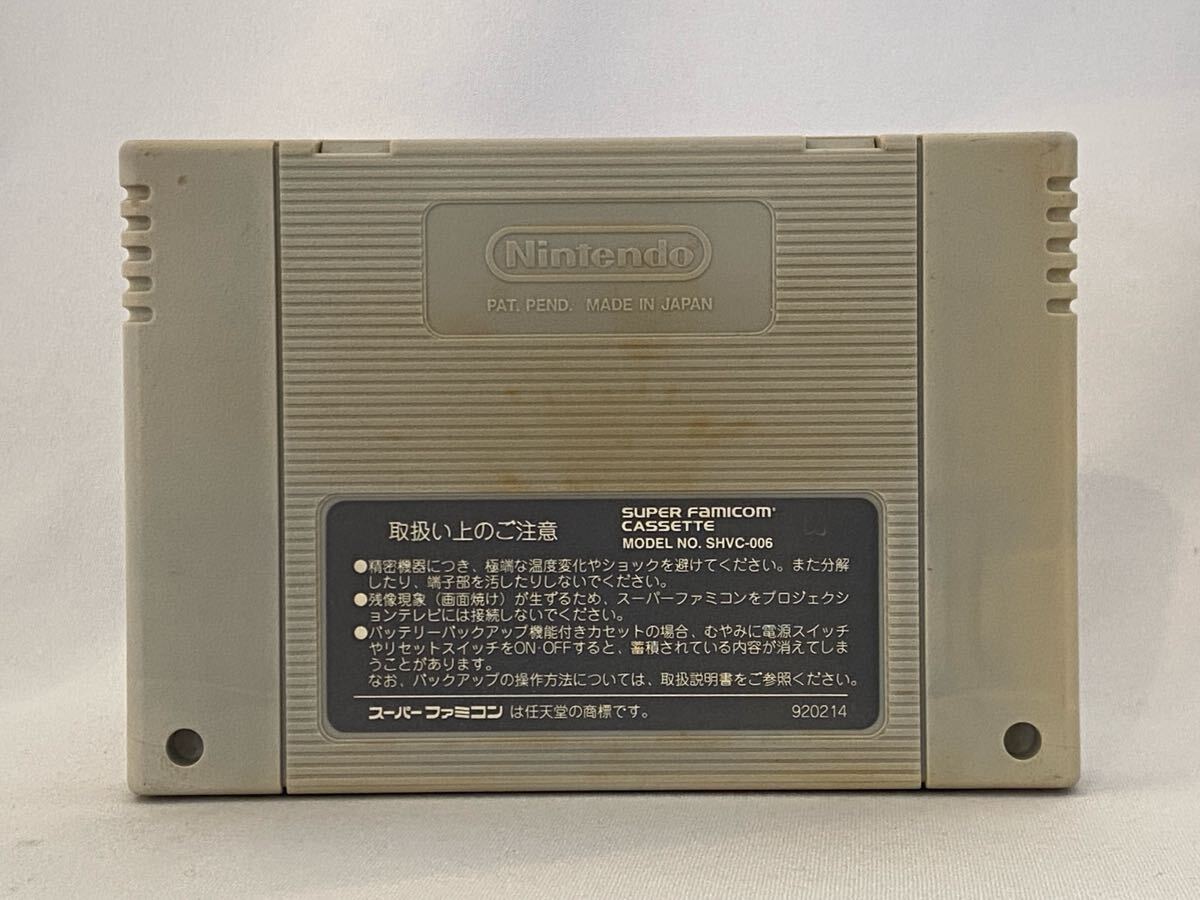 Nintendo
PAT. PEND. MADE IN JAPAN
取扱い上のご注意
SUPER FAMICOM
CASSETTE
MODEL NO. SHVC-006
●精密機器につき、極端な温度変化やショックを避けてください。また分解
したり、端子部を汚したりしないでください。
●残像現象(画面焼け)が生ずるため、スーパーファミコンをプロジェクシ
ョンテレビには接続しないでください。
●バッテリーバックアップ機能付きカセットの場合、むやみに電源スイッチ
やリセットスイッチをON・OFFすると、蓄積されている内容が消えてしま
うことがあります。
なお、バックアップの操作方法については、取扱説明書をご参照ください。
スーパーファミコン は任天堂の商標です。
920214